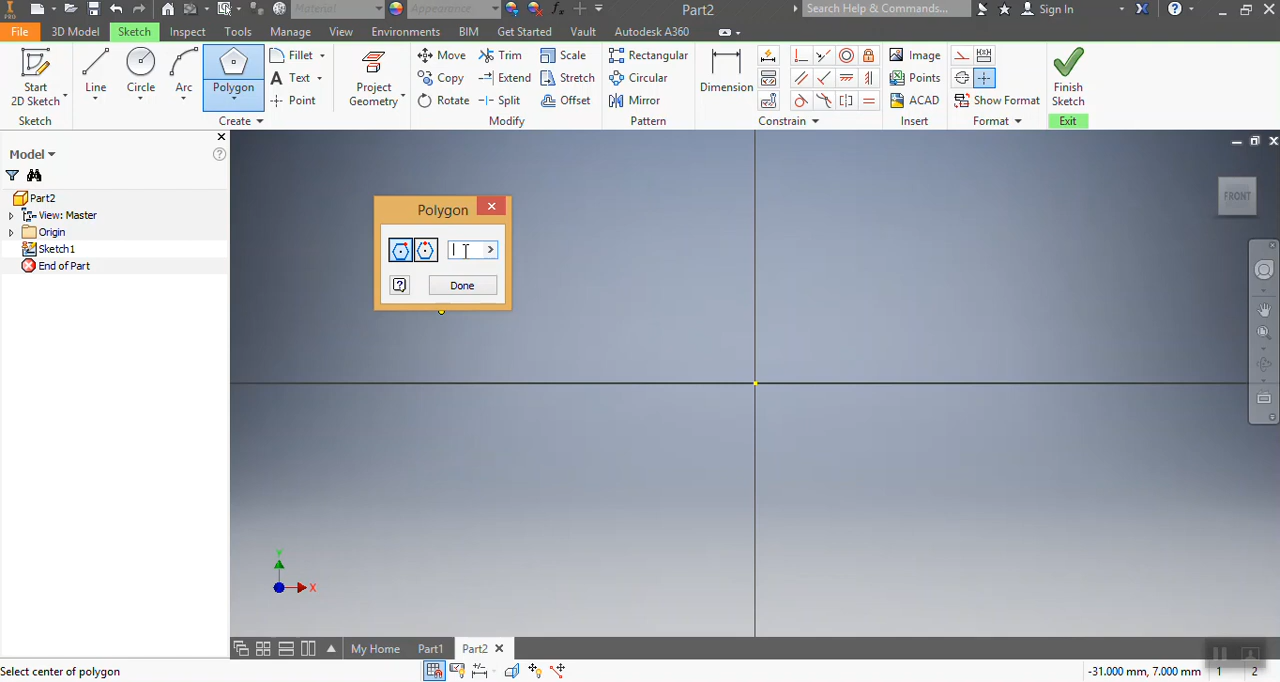 Material
Appearance
Part2
Search Help & Commands...
Sign In
PRO
File
3D Model
Sketch
Inspect
Tools
Manage
View
Environments
BIM
Get Started
Vault
Autodesk A360
Start
2D Sketch
Line
Circle
Arc
Polygon
Fillet
Text
Point
Project
Geometry
Move
Copy
Rotate
Trim
Extend
Split
Scale
Stretch
Offset
Rectangular
Circular
Mirror
Dimension
Image
Points
ACAD
Show Format
Finish
Sketch
Sketch
Create
Modify
Pattern
Constrain
Insert
Format
Exit
Model
Part2
View: Master
Origin
Sketch1
End of Part
Polygon
Done
FRONT
Y
X
My Home
Part1
Part2
Select center of polygon
-31.000 mm, 7.000 mm
1
2